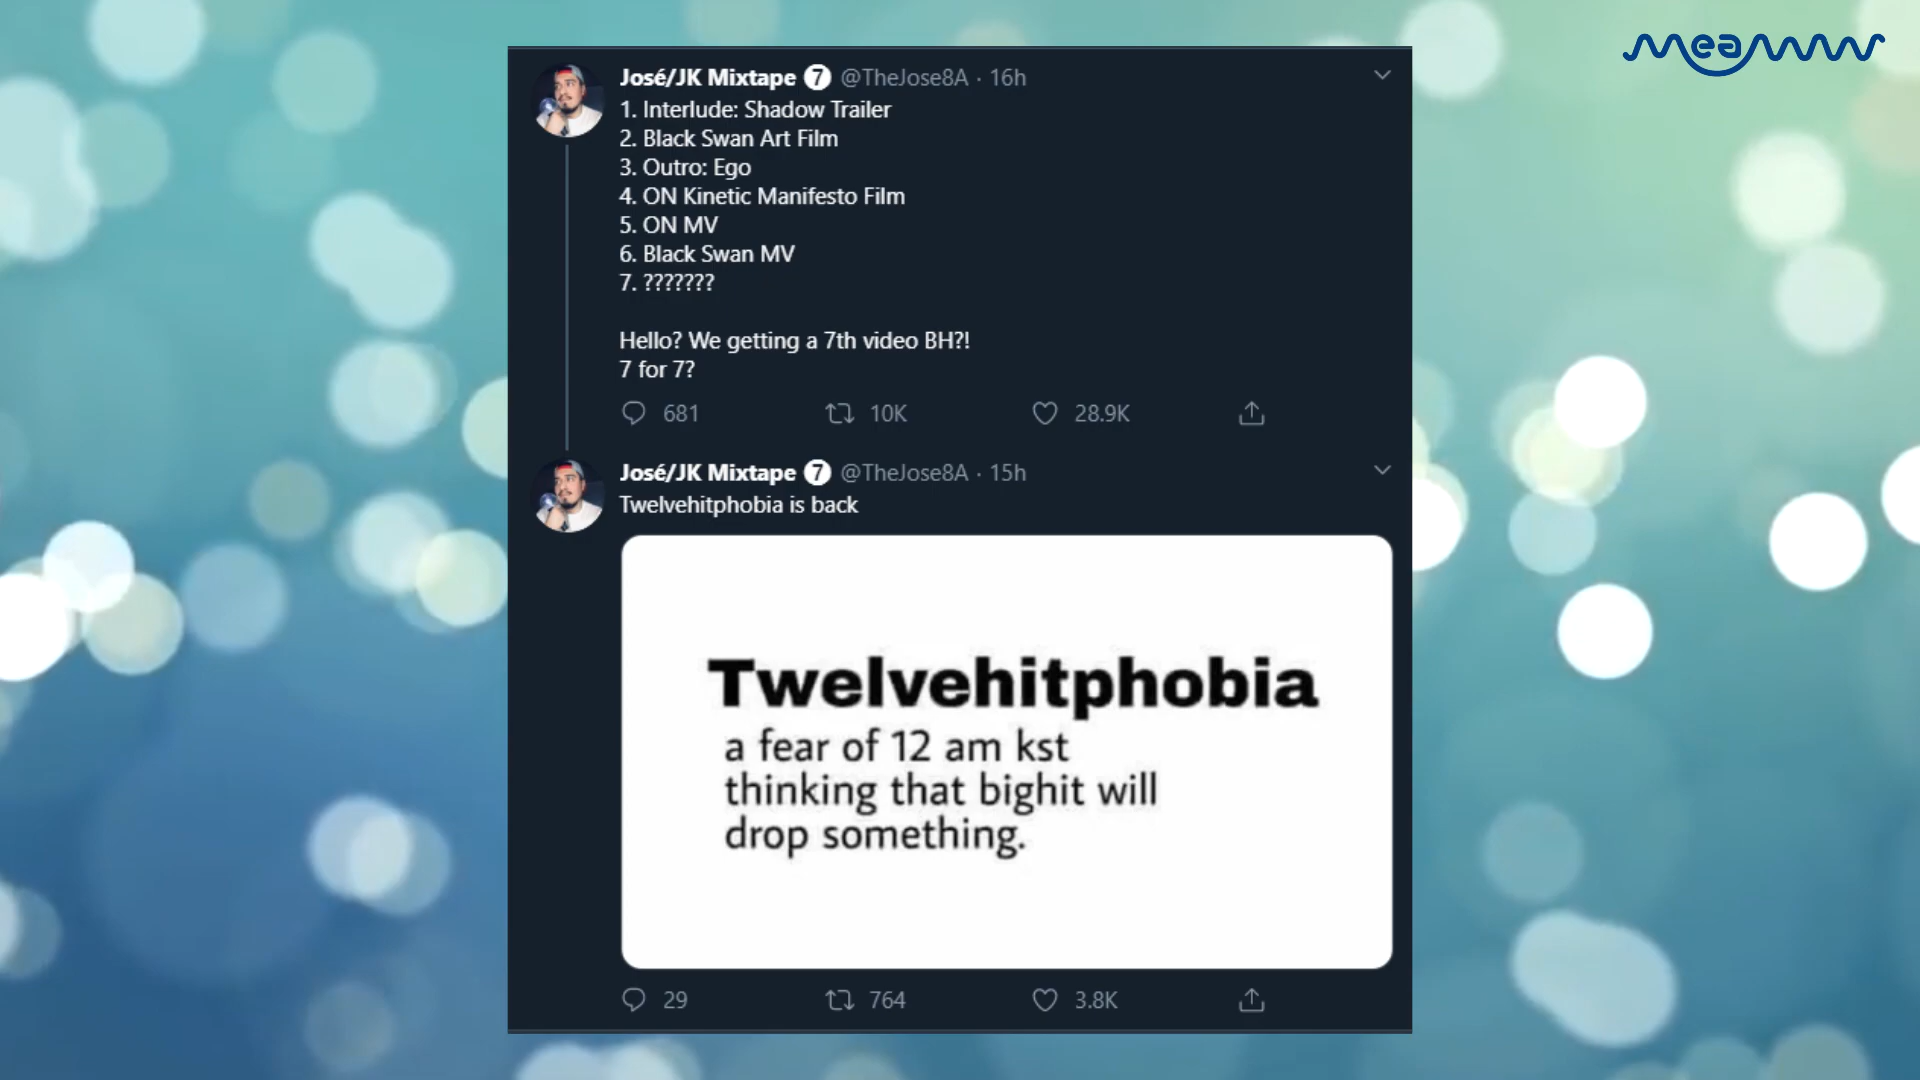 MEAWW
José/JK Mixtape 7 @TheJose8A · 16h
1. Interlude: Shadow Trailer
2. Black Swan Art Film
3. Outro: Ego
4. ON Kinetic Manifesto Film
5. ON MV
6. Black Swan MV
7. ???????
Hello? We getting a 7th video BH?!
7 for 7?
681 10K 28.9K
José/JK Mixtape 7 @TheJose8A · 15h
Twelvehitphobia is back
Twelvehitphobia
a fear of 12 am kst
thinking that bighit will
drop something.
29 764 3.8K